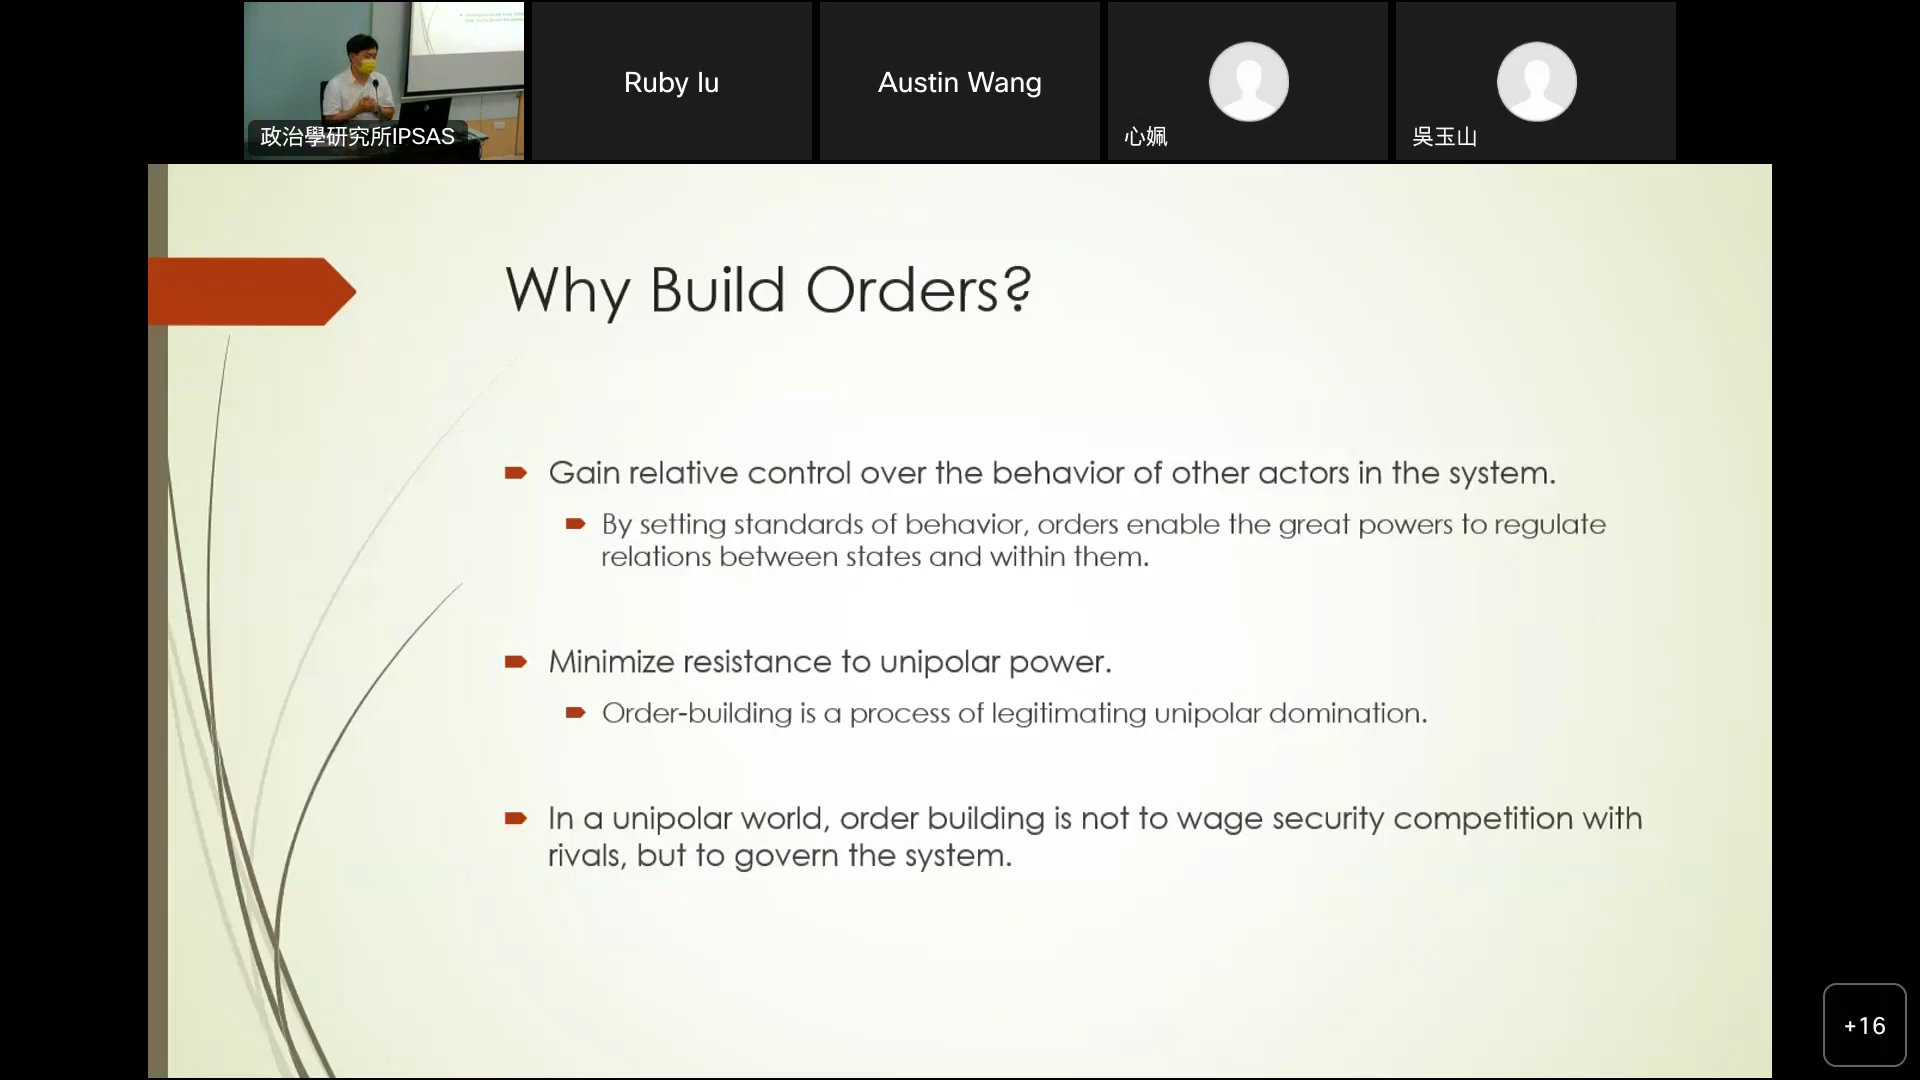 政治學研究所IPSAS
Ruby lu
Austin Wang
心姵
吳玉山
Why Build Orders?
Gain relative control over the behavior of other actors in the system.
By setting standards of behavior, orders enable the great powers to regulate
relations between states and within them.
Minimize resistance to unipolar power.
Order-building is a process of legitimating unipolar domination.
In a unipolar world, order building is not to wage security competition with
rivals, but to govern the system.
+16